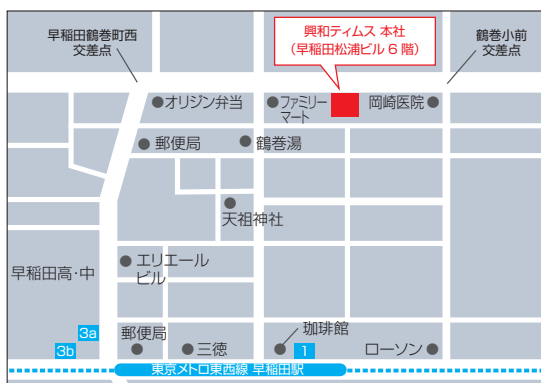 早稲田鶴巻町西
交差点
興和ティムス 本社
（早稲田松浦ビル 6 階）
鶴巻小前
交差点
オリジン弁当
ファミリー
マート
岡崎医院
郵便局
鶴巻湯
天祖神社
早稲田高・中
エリエール
ビル
3a
3b
郵便局
三徳
珈琲館
1
ローソン
東京メトロ東西線 早稲田駅